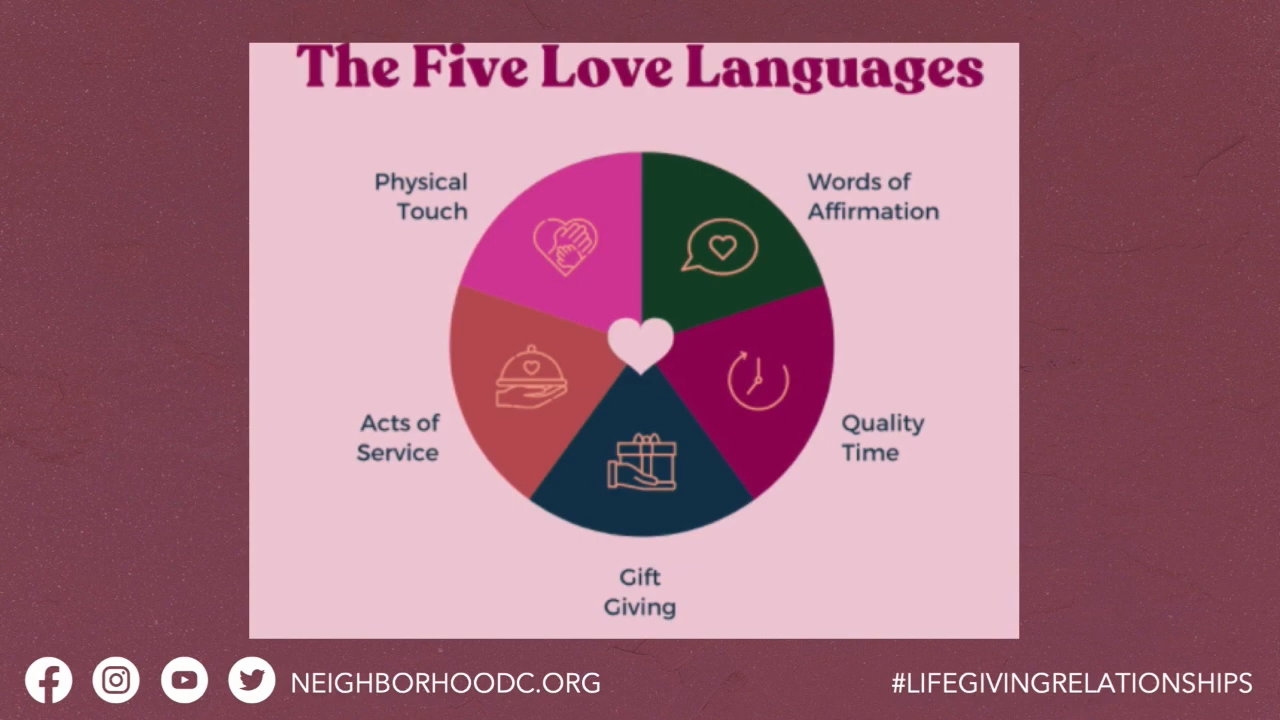 The Five Love Languages
Physical
Touch
Words of
Affirmation
Acts of
Service
Quality
Time
Gift
Giving
NEIGHBORHOODC.ORG
#LIFEGIVINGRELATIONSHIPS